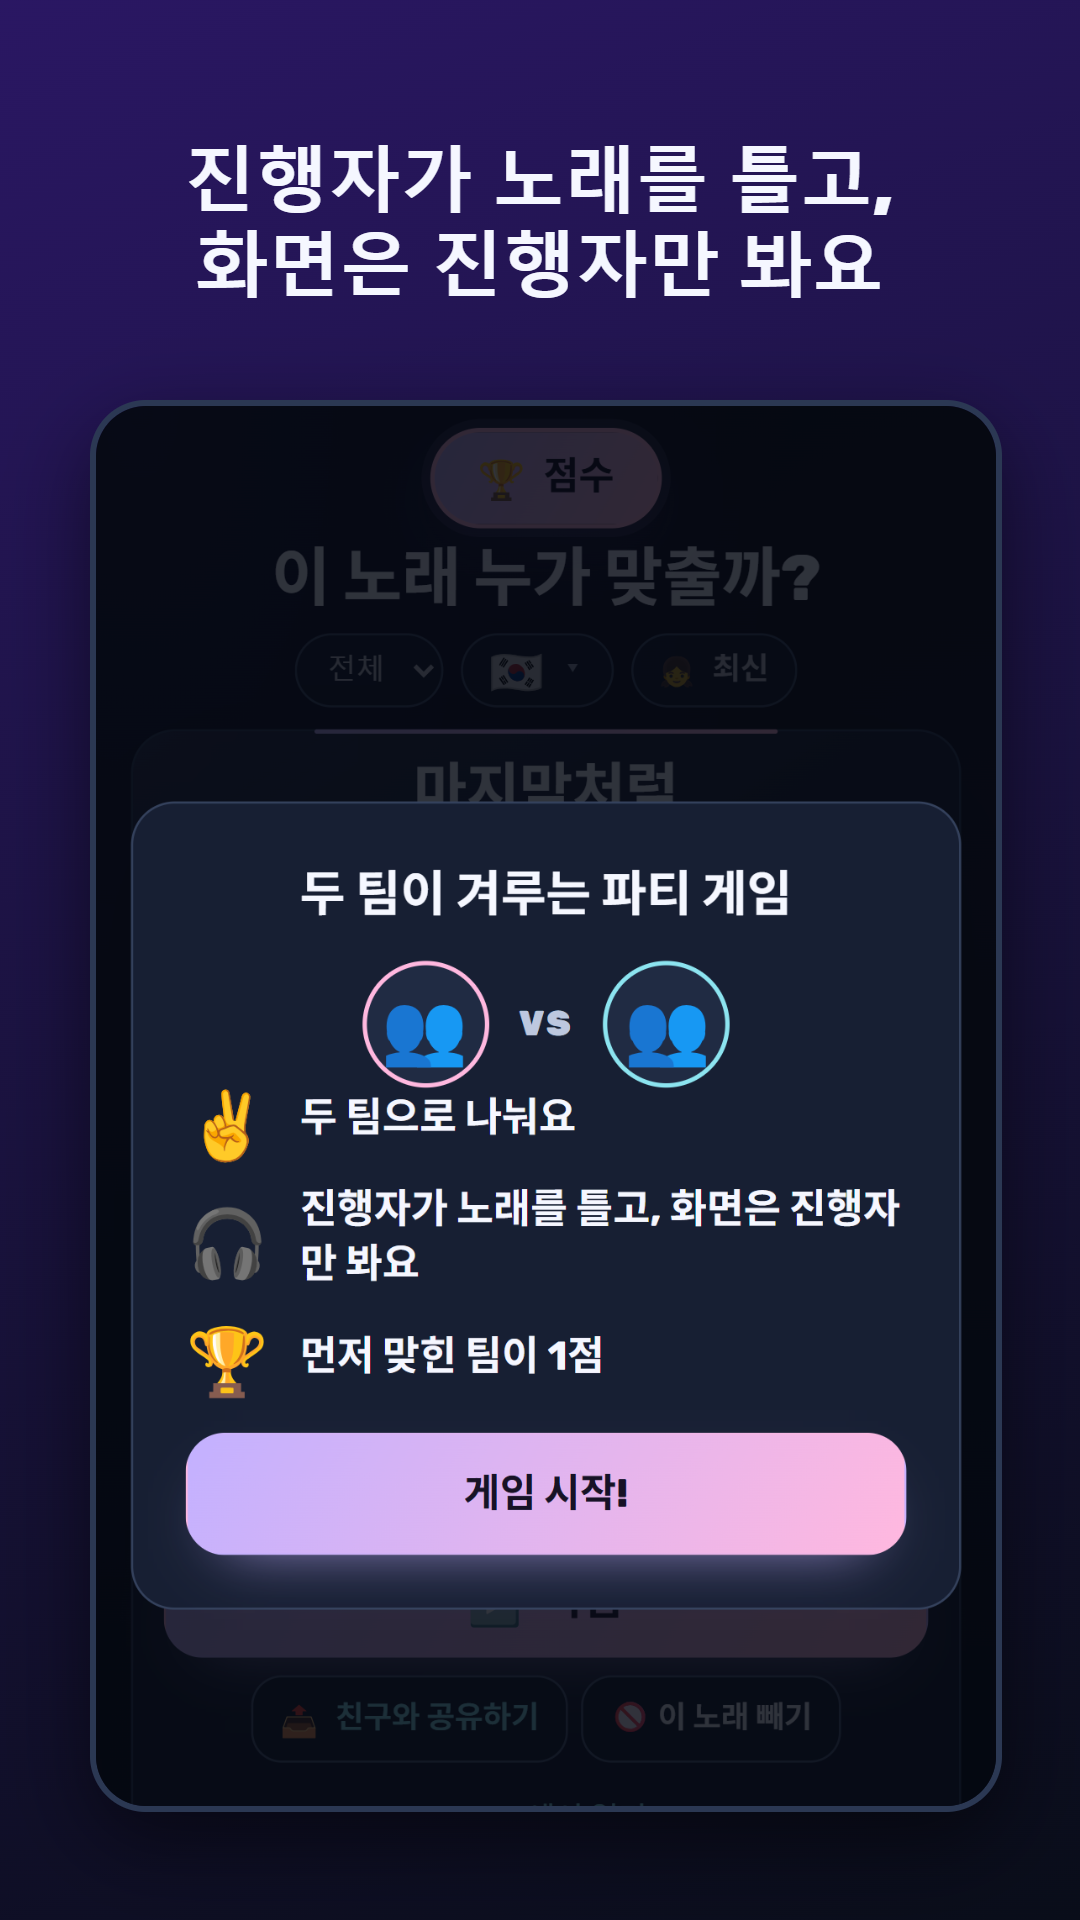 진행자가 노래를 틀고,
화면은 진행자만 봐요
점수
이 노래 누가 맞출까?
전체
최신
마지막처럼
두 팀이 겨루는 파티 게임
vs
두 팀으로 나눠요
진행자가 노래를 틀고, 화면은 진행자
만 봐요
먼저 맞힌 팀이 1점
게임 시작!
친구와 공유하기
이 노래 빼기